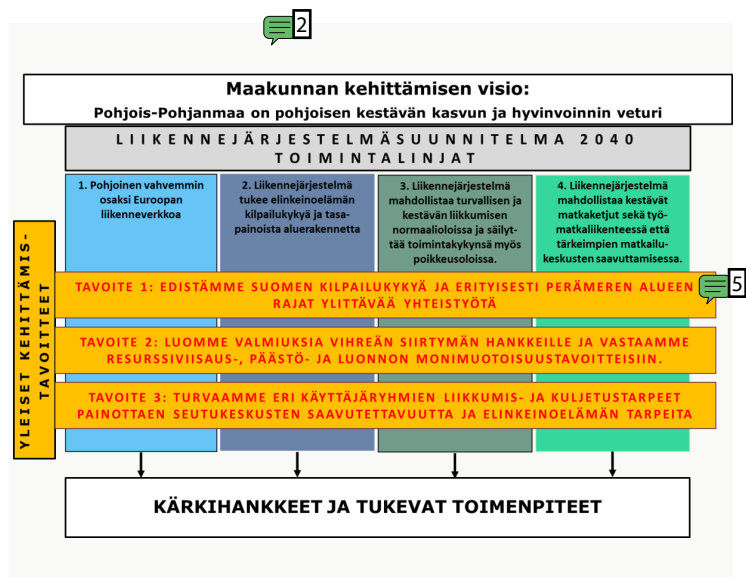 2
Maakunnan kehittämisen visio:
Pohjois-Pohjanmaa on pohjoisen kestävän kasvun ja hyvinvoinnin veturi
LIIKENNEJÄRJESTELMÄSUUNNITELMA 2040
TOIMINTALINJAT
1. Pohjoinen vahvemmin
osaksi Euroopan
liikenneverkkoa
2. Liikennejärjestelmä
tukee elinkeinoelämän
kilpailukykyä ja tasa-
painoista aluerakennetta
3. Liikennejärjestelmä
mahdollistaa turvallisen ja
kestävän liikkumisen
normaalioloissa ja säilyt-
tää toimintakykynsä myös
poikkeusoloissa.
4. Liikennejärjestelmä
mahdollistaa kestävät
matkaketjut sekä työ-
matkaliikenteessä että
tärkeimpien matkailu-
keskusten saavuttamisessa.
YLEISET KEHITTÄMIS-
TAVOITTEET
TAVOITE 1: EDISTÄMME SUOMEN KILPAILUKYKYÄ JA ERITYISESTI PERÄMEREN ALUEEN
RAJAT YLITTÄVÄÄ YHTEISTYÖTÄ
5
TAVOITE 2: LUOMME VALMIUKSIA VIHREÄN SIIRTYMÄN HANKKEILLE JA VASTAAMME
RESURSSIVIISAUS-, PÄÄSTÖ- JA LUONNON MONIMUOTOISUUSTAVOITTEISIIN.
TAVOITE 3: TURVAAMME ERI KÄYTTÄJÄRYHMIEN LIIKKUMIS- JA KULJETUSTARPEET
PAINOTTAEN SEUTUKESKUSTEN SAAVUTETTAVUUTTA JA ELINKEINOELÄMÄN TARPEITA
KÄRKIHANKKEET JA TUKEVAT TOIMENPITEET